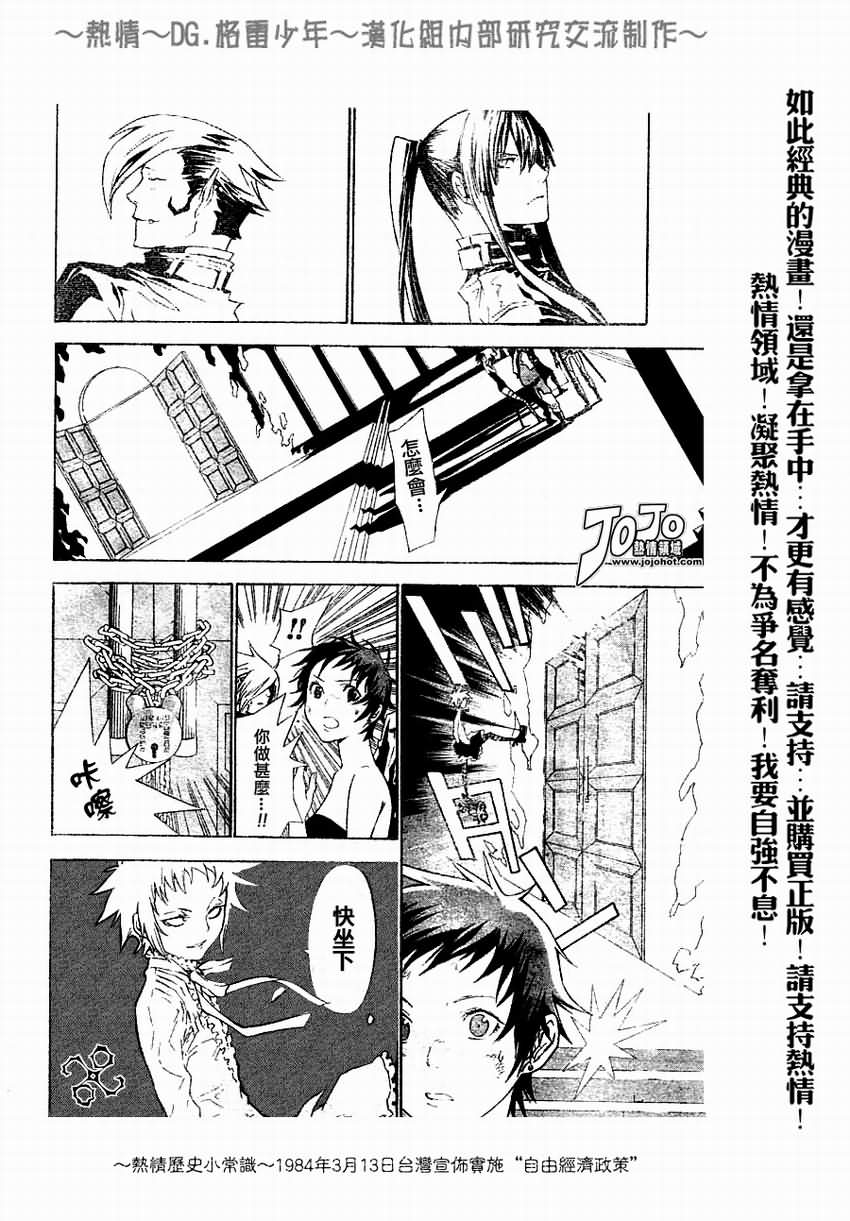 ～熱情～DG.格雷少年～漢化組內部研究交流制作～
如此經典的漫畫！還是拿在手中…才更有感覺…請支持…並購買正版！請支持熱情！
熱情領域！凝聚熱情！不為爭名奪利！我要自強不息！
怎麼會…
JOJO
熱情領域
www.jojohot.com
!!
你做甚麼…!!
咔嚓
快坐下
～熱情歷史小常識～1984年3月13日台灣宣佈實施“自由經濟政策”